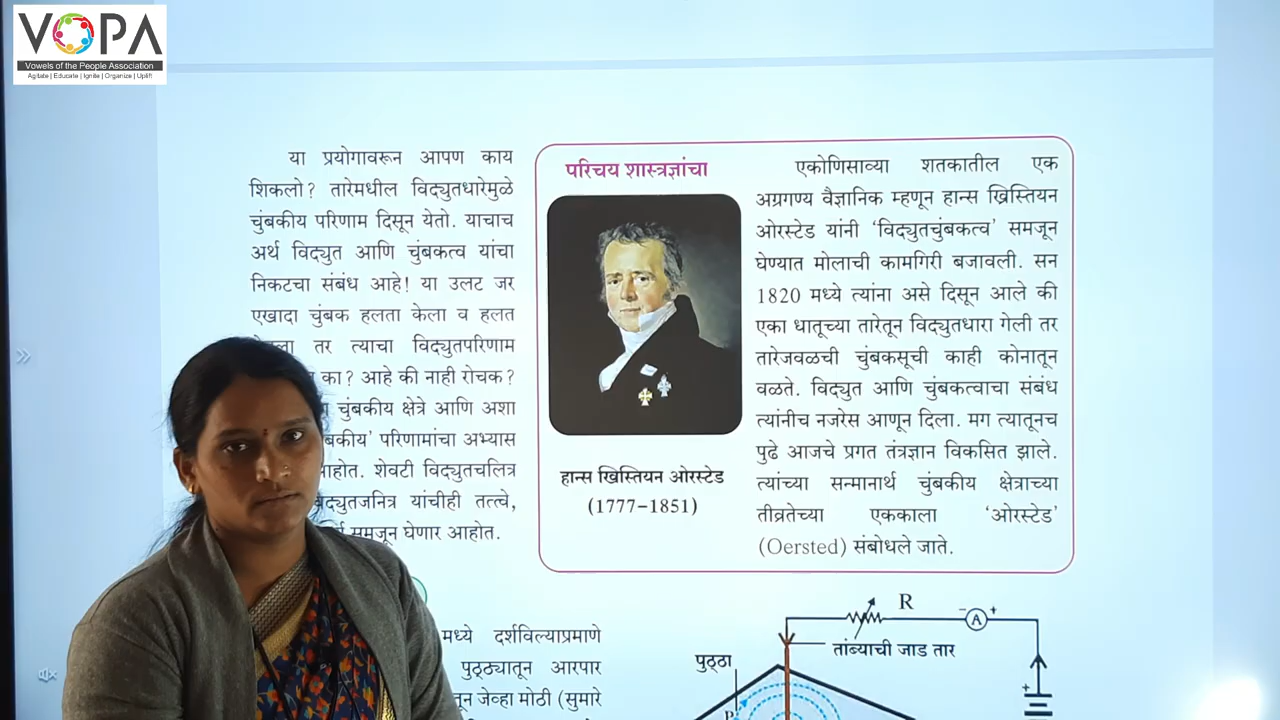 VOPA
Vowels of the People Association
Agitate | Educate | Ignite | Organize | Uplift
या प्रयोगावरून आपण काय
शिकलो? तारेमधील विद्युतधारेमुळे
चुंबकीय परिणाम दिसून येतो. याचाच
अर्थ विद्युत आणि चुंबकत्व यांचा
निकटचा संबंध आहे! या उलट जर
एखादा चुंबक हलता केला व हलत
तर त्याचा विद्युतपरिणाम
का? आहे की नाही रोचक?
चुंबकीय क्षेत्रे आणि अशा
परिणामांचा अभ्यास
आहोत. शेवटी विद्युतचलित्र
यांचीही तत्त्वे,
समजून घेणार आहोत.
परिचय शास्त्रज्ञांचा
हान्स ख्रिस्तियन ओरस्टेड
(1777-1851)
एकोणिसाव्या शतकातील एक
अग्रगण्य वैज्ञानिक म्हणून हान्स ख्रिस्तियन
ओरस्टेड यांनी ‘विद्युतचुंबकत्व’ समजून
घेण्यात मोलाची कामगिरी बजावली. सन
1820 मध्ये त्यांना असे दिसून आले की
एका धातूच्या तारेतून विद्युतधारा गेली तर
तारेजवळची चुंबकसूची काही कोनातून
वळते. विद्युत आणि चुंबकत्वाचा संबंध
त्यांनीच नजरेस आणून दिला. मग त्यातूनच
पुढे आजचे प्रगत तंत्रज्ञान विकसित झाले.
त्यांच्या सन्मानार्थ चुंबकीय क्षेत्राच्या
तीव्रतेच्या एककाला ‘ओरस्टेड’
(Oersted) संबोधले जाते.
मध्ये दर्शविल्याप्रमाणे
पुठ्ठ्यातून आरपार
जेव्हा मोठी (सुमारे
R
- A +
तांब्याची जाड तार
पुठ्ठा
+
P